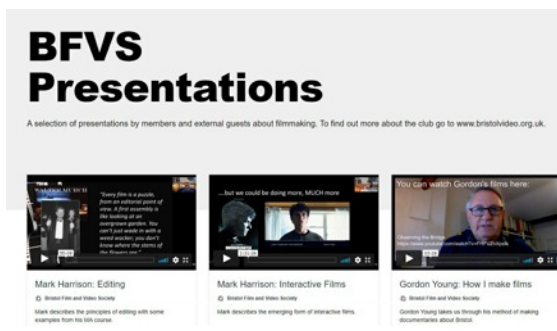 BFVS
Presentations
A selection of presentations by members and external guests about filmmaking. To find out more about the club go to www.bristolvideo.org.uk.
WALTER MURCH
"Every film is a puzzle,
from an editorial point of
view. A first assembly is
like looking at an
overgrown garden. You
can't just wade in with a
weed wacker; you don't
know where the stems of
the flowers are."
...but we could be doing more, MUCH more
You can watch Gordon's films here:
Observing the Bridge
Mark Harrison: Editing
Bristol Film and Video Society
Mark describes the principles of editing with some
examples from his MA course.
Mark Harrison: Interactive Films
Bristol Film and Video Society
Mark describes the emerging form of interactive films.
Gordon Young: How I make films
Bristol Film and Video Society
Gordon Young takes us through his method of making
documentaries about Bristol.